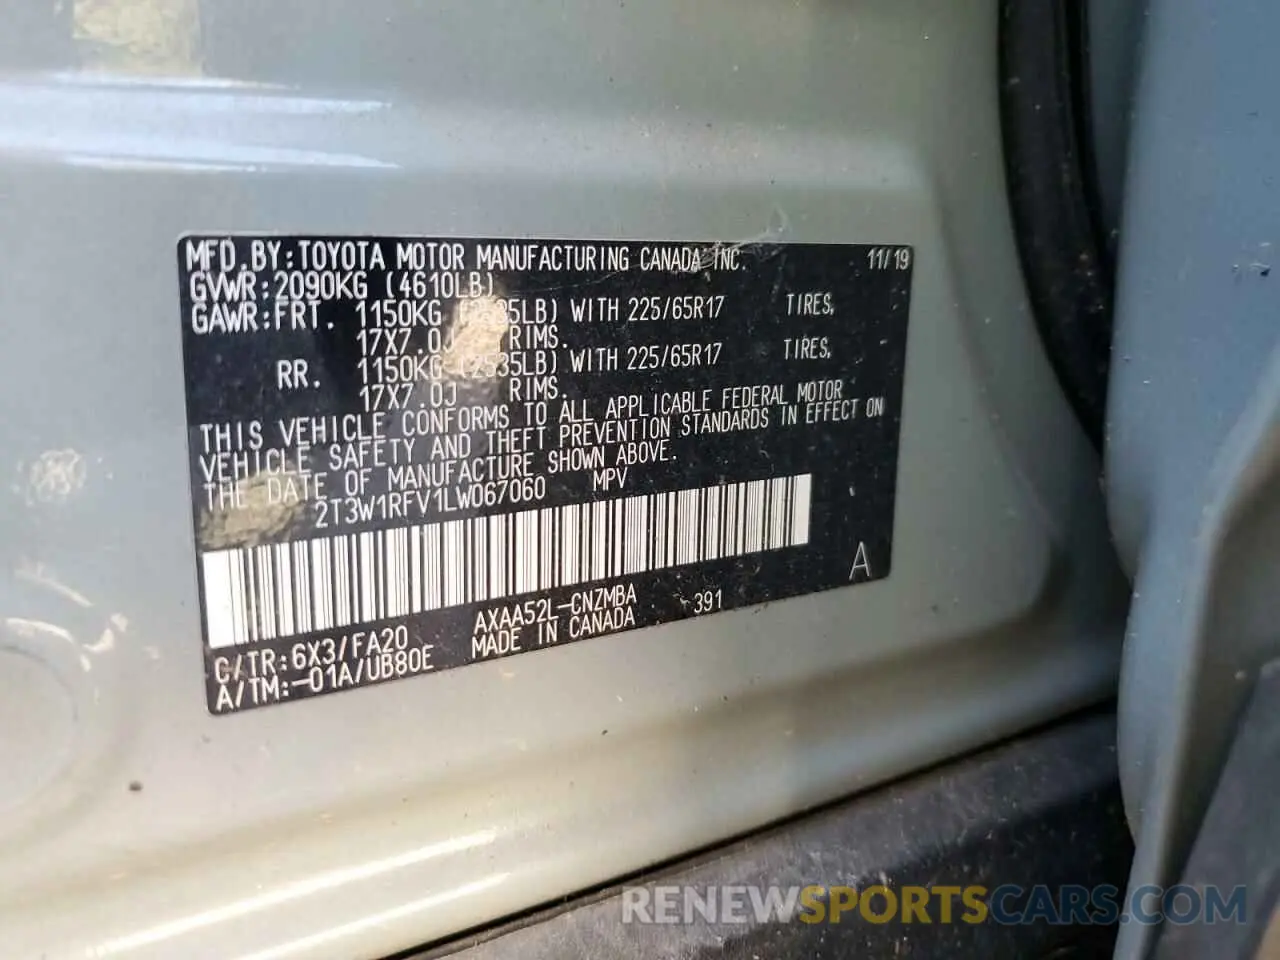 MFD.BY:TOYOTA MOTOR MANUFACTURING CANADA INC. 11/19
GVWR:2090KG (4610LB)
GAWR:FRT. 1150KG (2535LB) WITH 225/65R17 TIRES,
17X7.0J RIMS.
RR. 1150KG (2535LB) WITH 225/65R17 TIRES,
17X7.0J RIMS.
THIS VEHICLE CONFORMS TO ALL APPLICABLE FEDERAL MOTOR
VEHICLE SAFETY AND THEFT PREVENTION STANDARDS IN EFFECT ON
THE DATE OF MANUFACTURE SHOWN ABOVE.
2T3W1RFV1LW067060 MPV
A
C/TR:6X3/FA20 AXAA52L-CNZMBA 391
A/TM:-01A/UB80E MADE IN CANADA
RENEWSPORTSCARS.COM